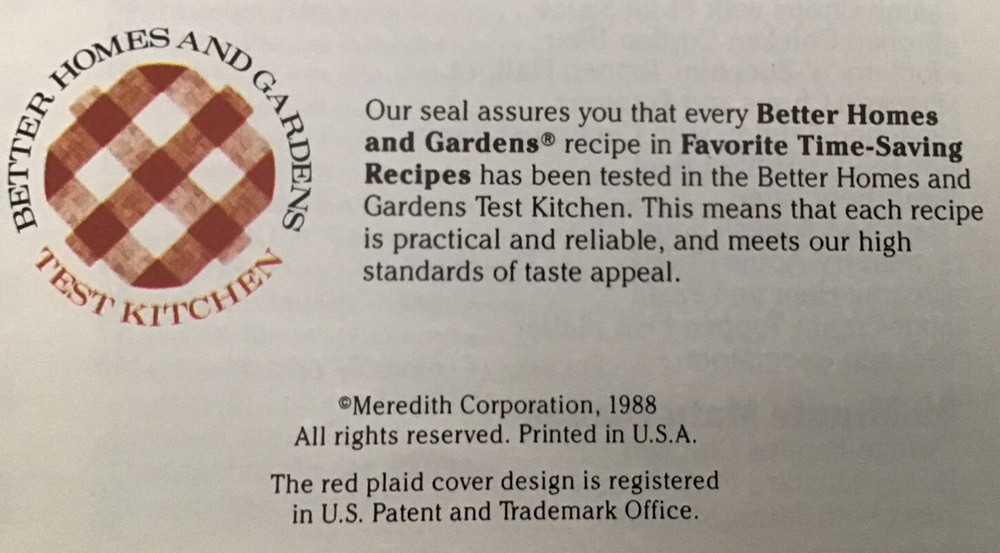 BETTER HOMES AND GARDENS
TEST KITCHEN
Our seal assures you that every Better Homes
and Gardens® recipe in Favorite Time-Saving
Recipes has been tested in the Better Homes and
Gardens Test Kitchen. This means that each recipe
is practical and reliable, and meets our high
standards of taste appeal.
©Meredith Corporation, 1988
All rights reserved. Printed in U.S.A.
The red plaid cover design is registered
in U.S. Patent and Trademark Office.